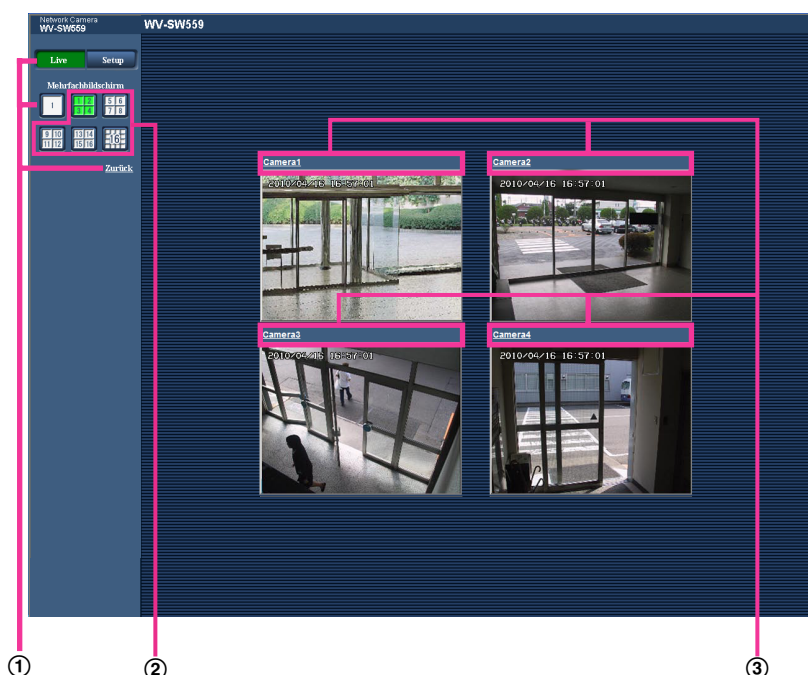 Network Camera
WV-SW559
WV-SW559
Live
Setup
Mehrfachbildschirm
1
1 2
3 4
5 6
7 8
9 10
11 12
13 14
15 16
16
Zurück
Camera1
2010/04/16 16:57:01
Camera2
2010/04/16 16:57:01
Camera3
2010/04/16 16:57:01
Camera4
2010/04/16 16:57:01
①
②
③